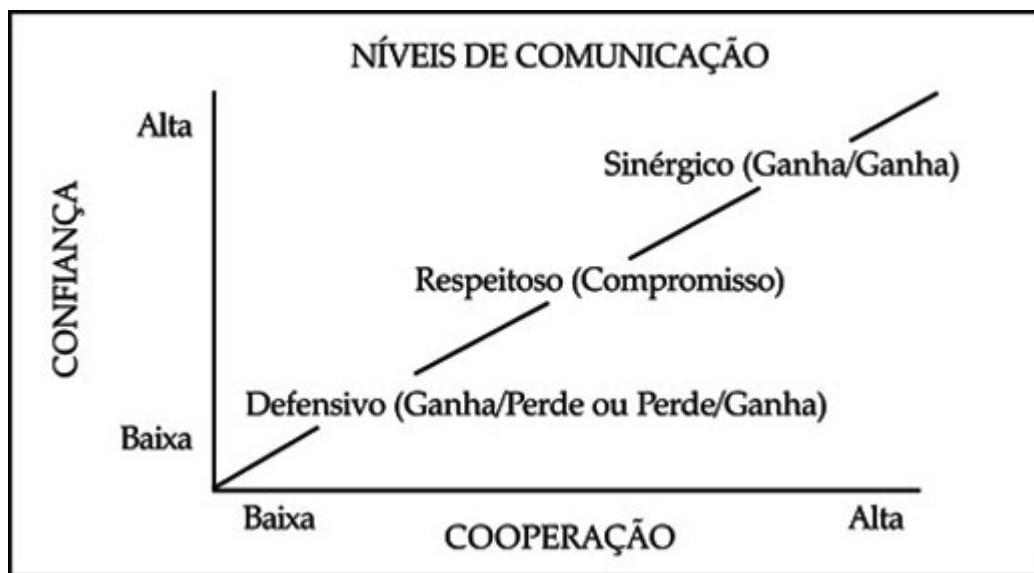 NÍVEIS DE COMUNICAÇÃO
Alta
Sinérgico (Ganha/Ganha)
CONFIANÇA
Respeitoso (Compromisso)
Defensivo (Ganha/Perde ou Perde/Ganha)
Baixa
Baixa
Alta
COOPERAÇÃO